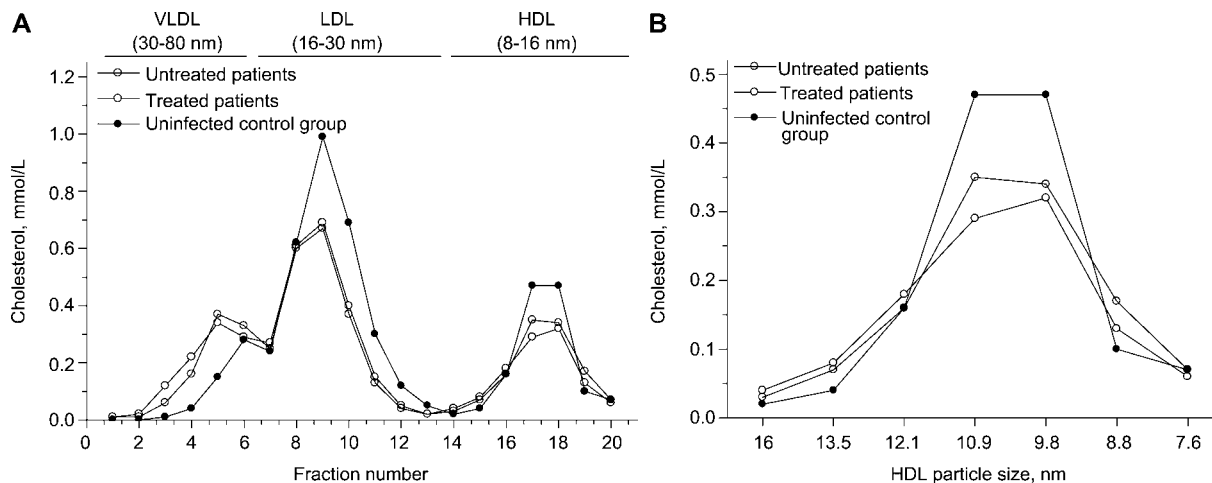 A
VLDL
(30-80 nm)
LDL
(16-30 nm)
HDL
(8-16 nm)
Untreated patients
Treated patients
Uninfected control group
Cholesterol, mmol/L
1.2
1.0
0.8
0.6
0.4
0.2
0.0
0 2 4 6 8 10 12 14 16 18 20
Fraction number
B
Untreated patients
Treated patients
Uninfected control
group
Cholesterol, mmol/L
0.5
0.4
0.3
0.2
0.1
0.0
16 13.5 12.1 10.9 9.8 8.8 7.6
HDL particle size, nm